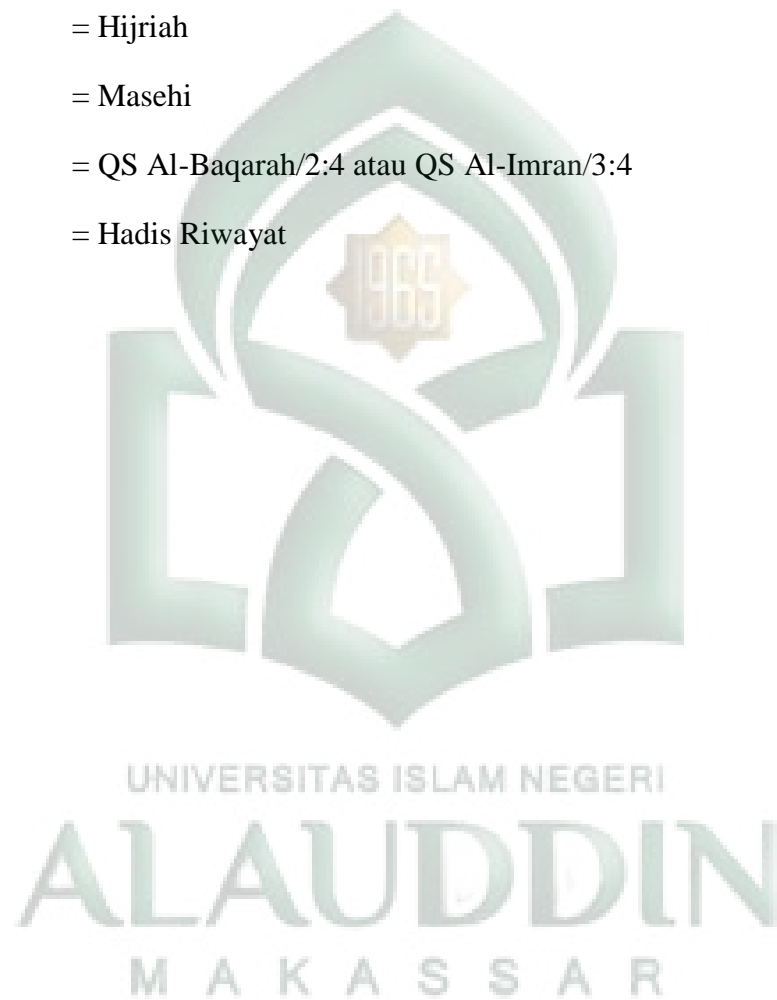 = Hijriah
= Masehi
= QS Al-Baqarah/2:4 atau QS Al-Imran/3:4
= Hadis Riwayat
1965
UNIVERSITAS ISLAM NEGERI
ALAUDDIN
MAKASSAR